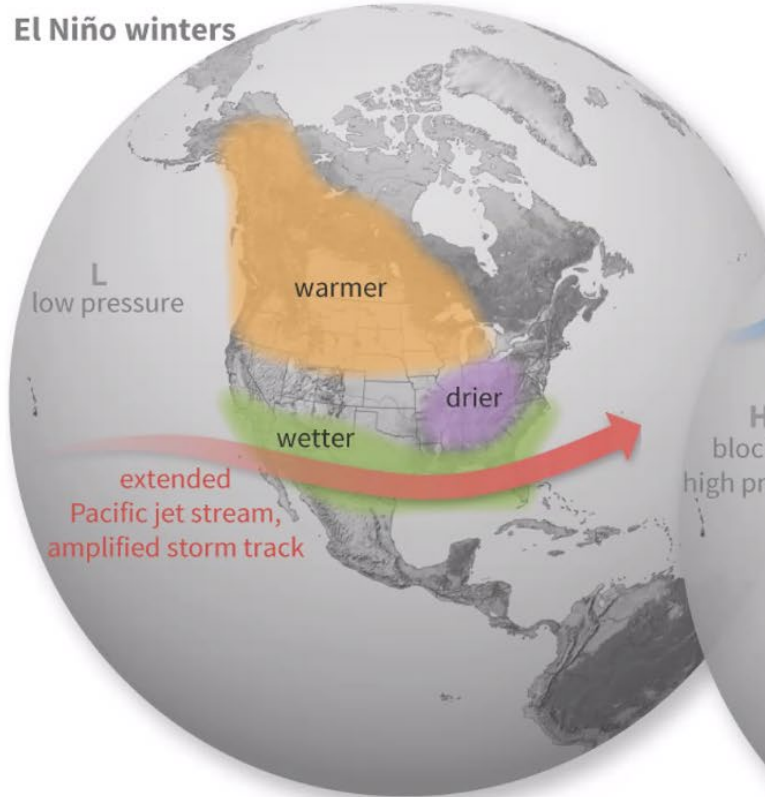 El Niño winters
L
low pressure
warmer
drier
wetter
extended
Pacific jet stream,
amplified storm track
H